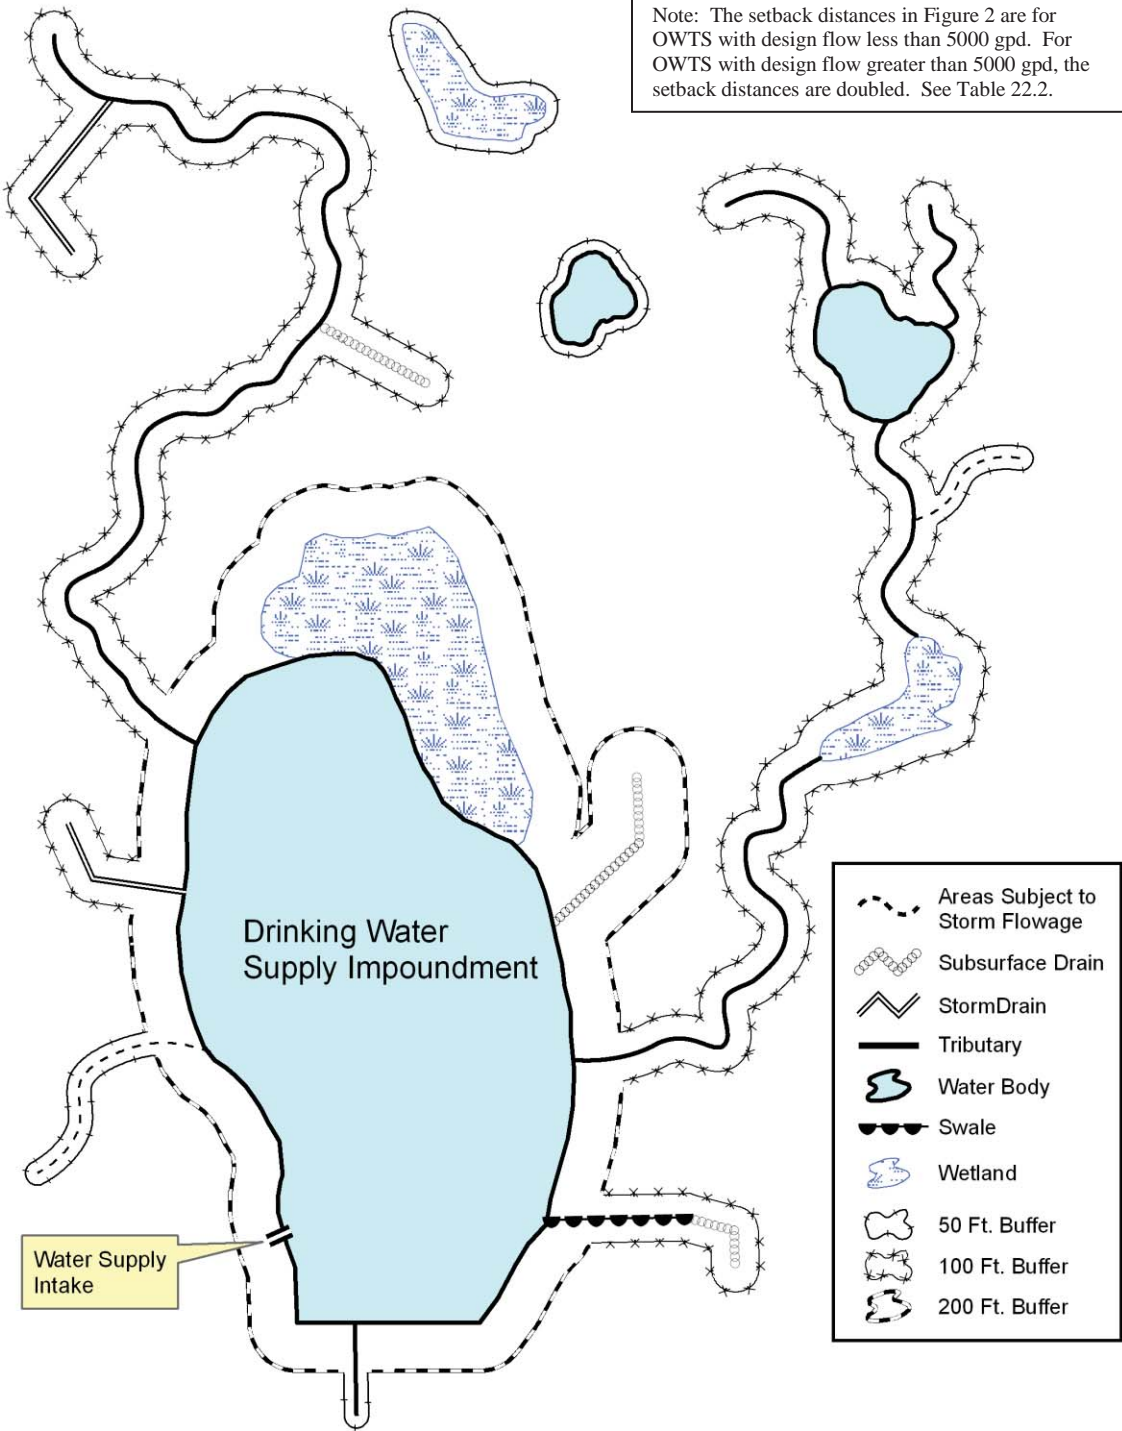 Note:  The setback distances in Figure 2 are for
OWTS with design flow less than 5000 gpd.  For
OWTS with design flow greater than 5000 gpd, the
setback distances are doubled.  See Table 22.2.
Drinking Water
Supply Impoundment
Water Supply
Intake
Areas Subject to
Storm Flowage
Subsurface Drain
StormDrain
Tributary
Water Body
Swale
Wetland
50 Ft. Buffer
100 Ft. Buffer
200 Ft. Buffer